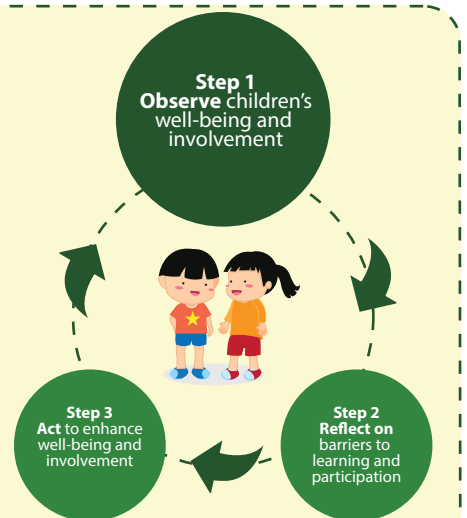 Step 1
Observe children's
well-being and
involvement
Step 2
Reflect on
barriers to
learning and
participation
Step 3
Act to enhance
well-being and
involvement